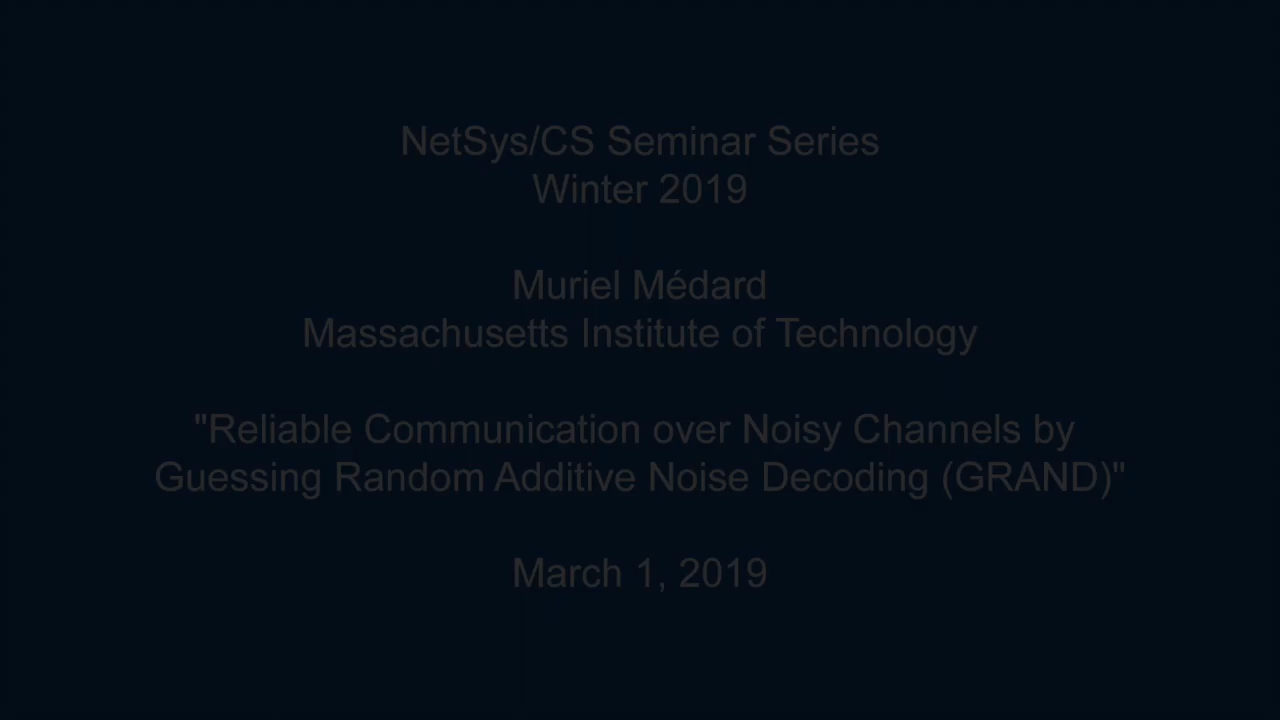 NetSys/CS Seminar Series
Winter 2019
Muriel Médard
Massachusetts Institute of Technology
"Reliable Communication over Noisy Channels by
Guessing Random Additive Noise Decoding (GRAND)"
March 1, 2019